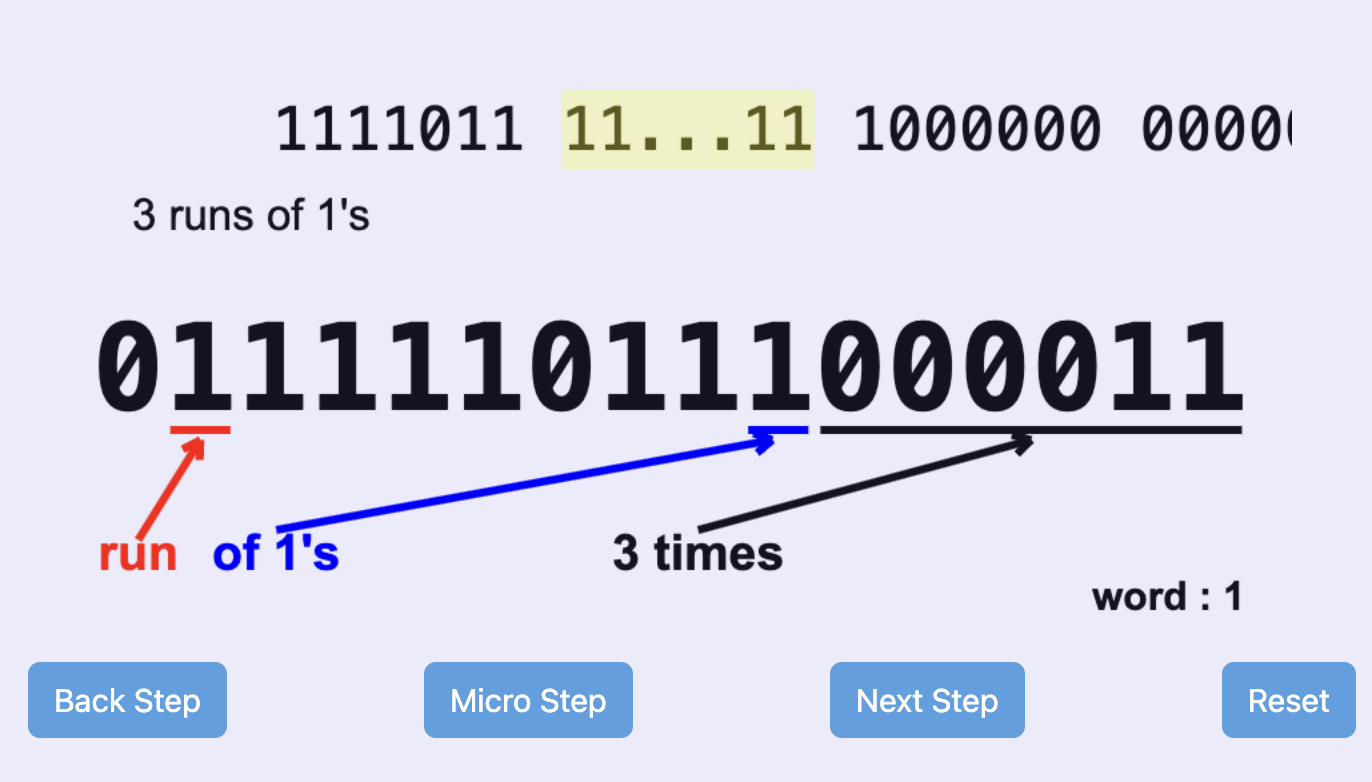 1111011 11...11 1000000 0000
3 runs of 1's
0111110111000011
run of 1's 3 times
word : 1
Back Step Micro Step Next Step Reset